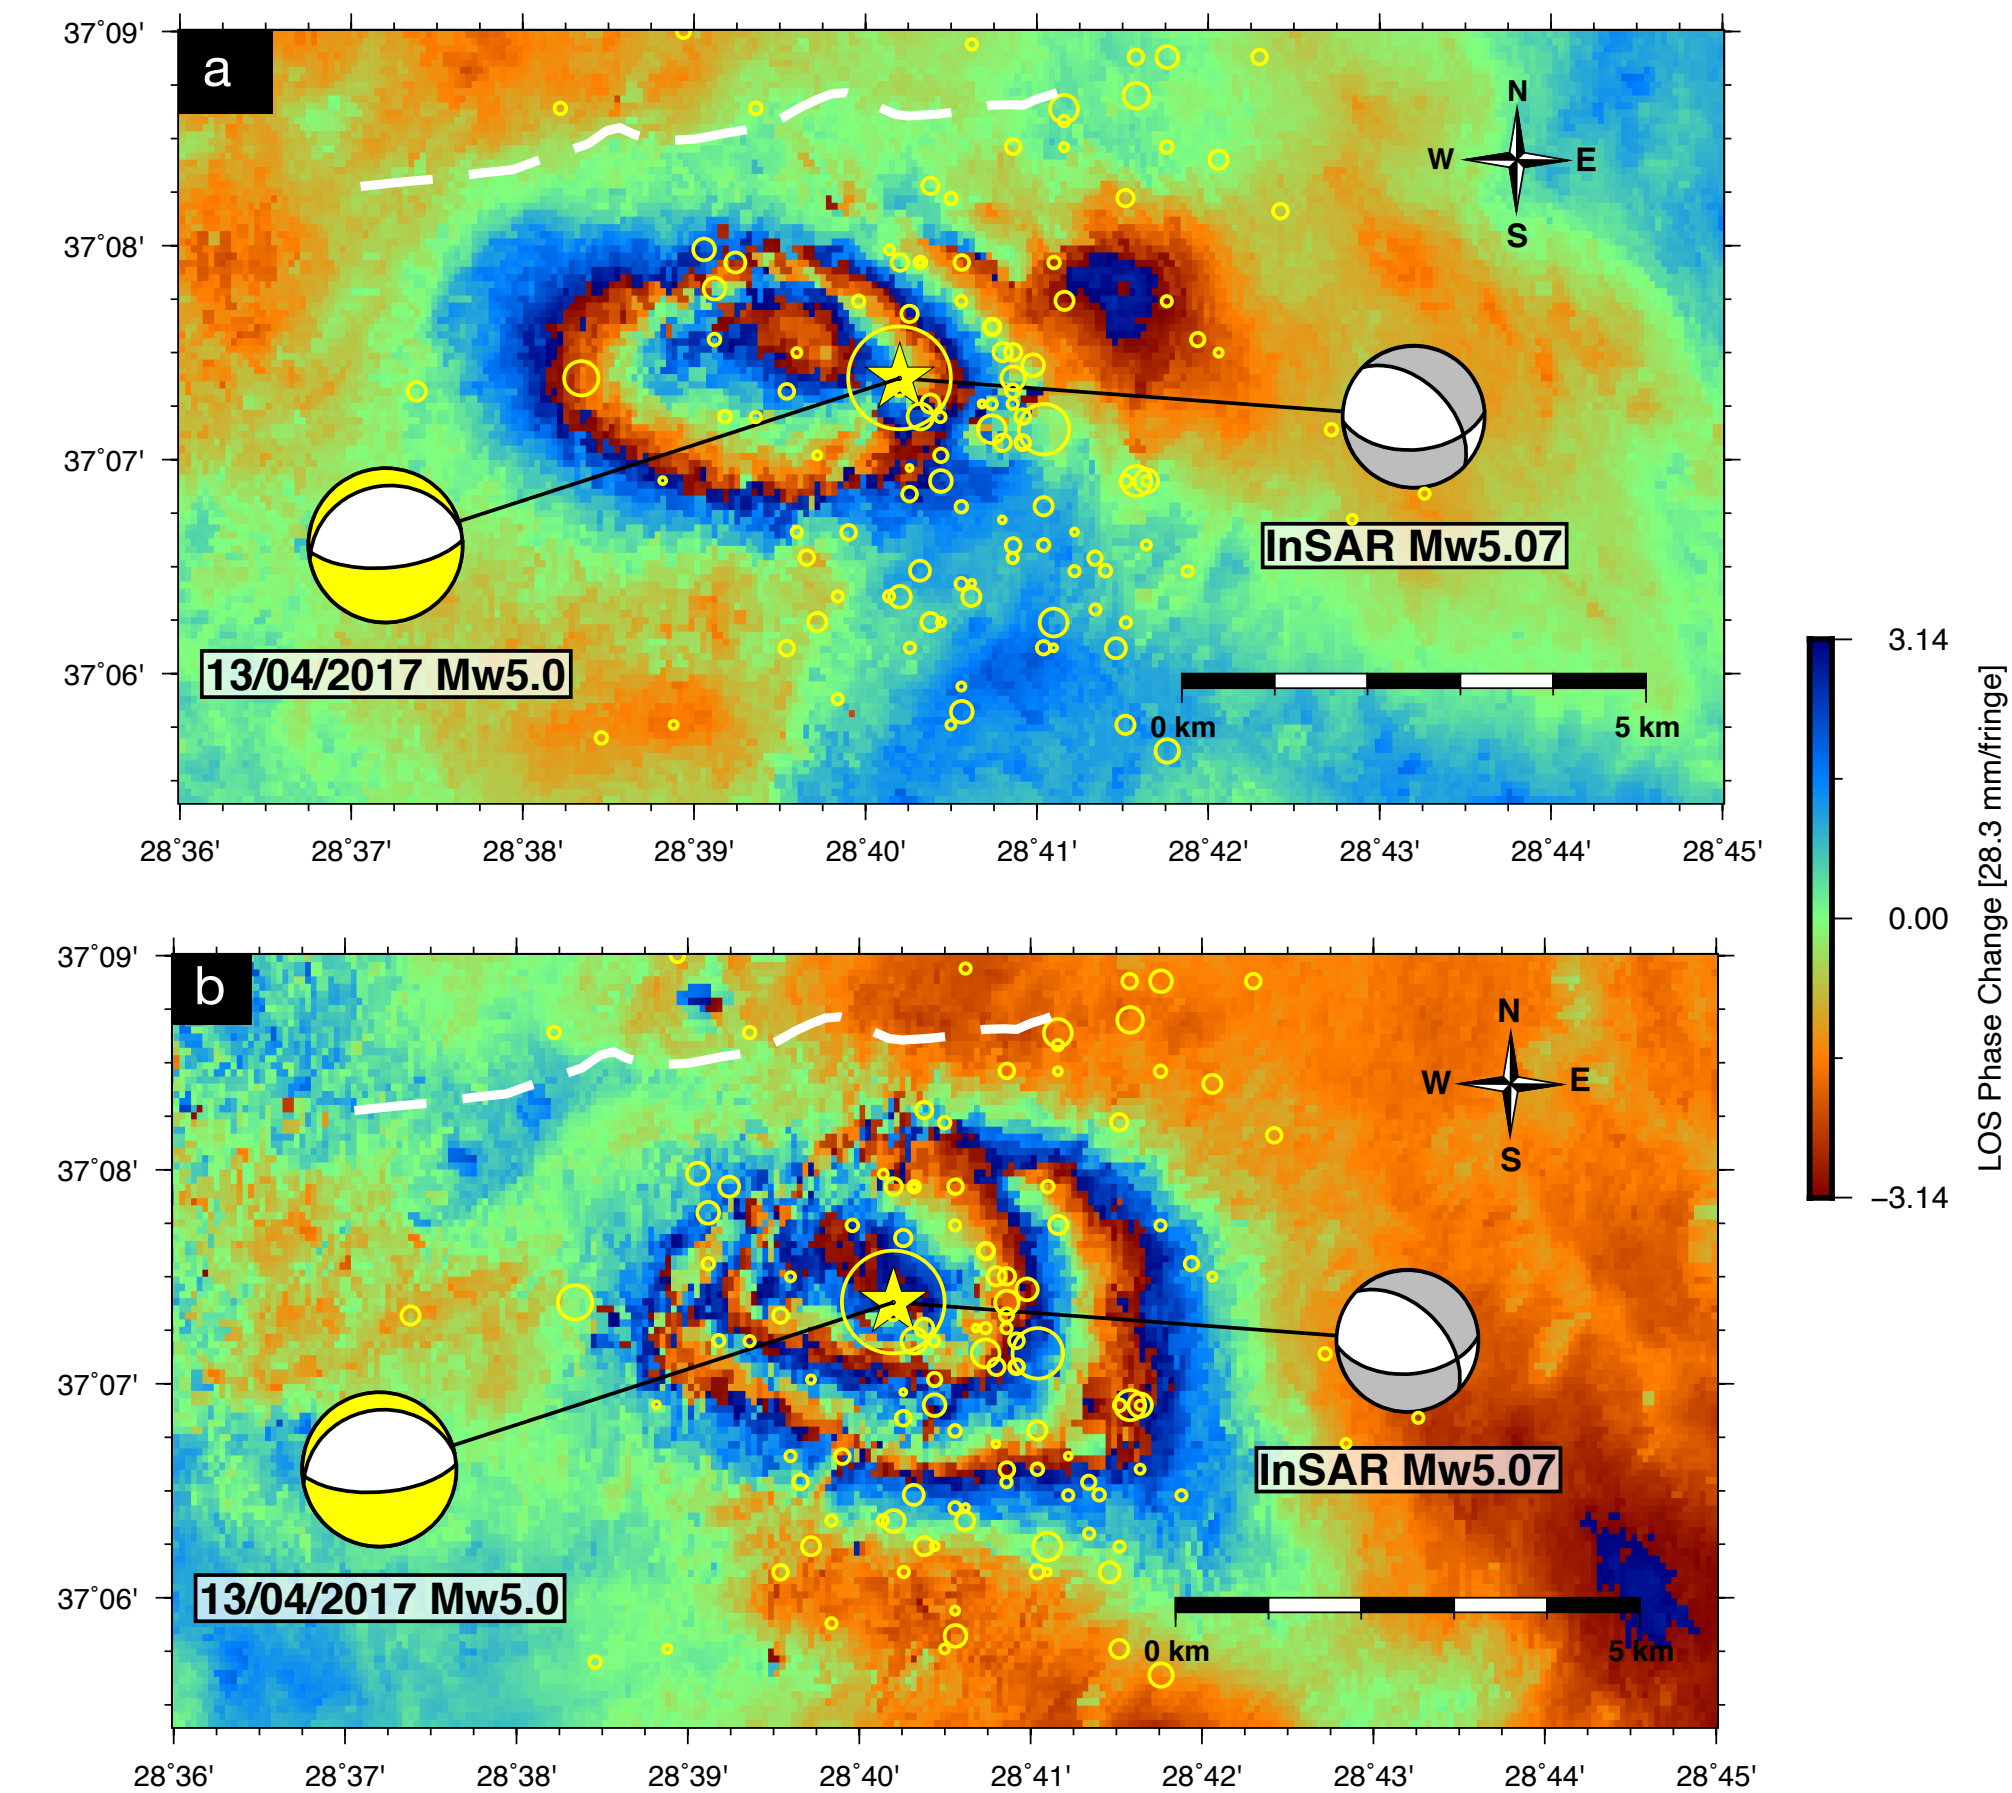 a
37°09'
37°08'
37°07'
37°06'
N
W E
S
InSAR Mw5.07
13/04/2017 Mw5.0
0 km 5 km
28°36' 28°37' 28°38' 28°39' 28°40' 28°41' 28°42' 28°43' 28°44' 28°45'
3.14
0.00
−3.14
LOS Phase Change [28.3 mm/fringe]
b
37°09'
37°08'
37°07'
37°06'
N
W E
S
InSAR Mw5.07
13/04/2017 Mw5.0
0 km 5 km
28°36' 28°37' 28°38' 28°39' 28°40' 28°41' 28°42' 28°43' 28°44' 28°45'